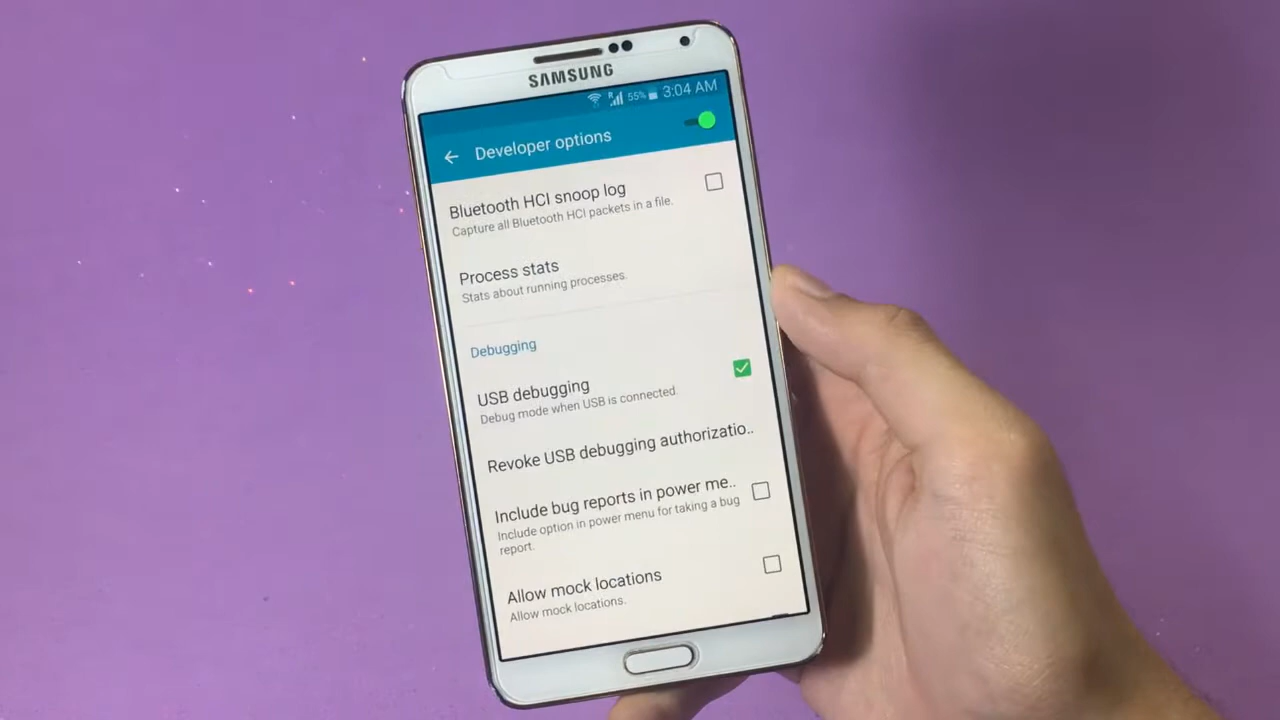 SAMSUNG
R 55% 3:04 AM
Developer options
Bluetooth HCI snoop log
Capture all Bluetooth HCI packets in a file.
Process stats
Stats about running processes.
Debugging
USB debugging
Debug mode when USB is connected.
Revoke USB debugging authorizatio..
Include bug reports in power me..
Include option in power menu for taking a bug
report.
Allow mock locations
Allow mock locations.